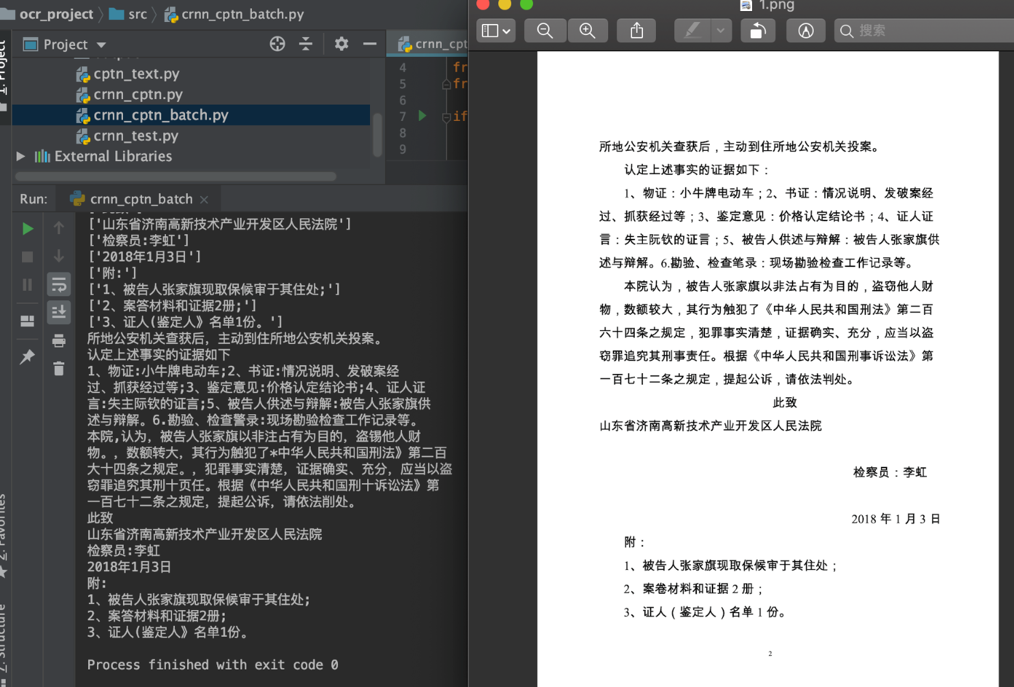 ocr_project
src
crnn_cptn_batch.py
1: Project
Project
cptn_text.py
crnn_cptn.py
crnn_cptn_batch.py
crnn_test.py
External Libraries
crnn_cpt
4
fr
5
fr
6
7
if
8
9
Run:
crnn_cptn_batch
['山东省济南高新技术产业开发区人民法院']
['检察员:李虹']
['2018年1月3日']
['附:']
['1、被告人张家旗现取保候审于其住处;']
['2、案答材料和证据2册;']
['3、证人(鉴定人》名单1份。']
所地公安机关查获后，主动到住所地公安机关投案。
认定上述事实的证据如下
1、物证:小牛牌电动车;2、书证:情况说明、发破案经
过、抓获经过等;3、鉴定意见:价格认定结论书;4、证人证
言:失主阮钦的证言;5、被告人供述与辩解:被告人张家旗供
述与辩解。6.勘验、检查警录:现场勘验检查工作记录等。
本院,认为，被告人张家旗以非注占有为目的，盗锡他人财
物。，数额转大，其行为触犯了*中华人民共和国刑法》第二百
大十四条之规定。，犯罪事实清楚，证据确实、充分，应当以盗
窃罪追究其刑十页任。根据《中华人民共和国刑十诉讼法》第
一百七十二条之规定，提起公诉，请依法削处。
此致
山东省济南高新技术产业开发区人民法院
检察员:李虹
2018年1月3日
附:
1、被告人张家旗现取保候审于其住处;
2、案答材料和证据2册;
3、证人(鉴定人》名单1份。
Process finished with exit code 0
2: Favorites
7: Structure
1.png
搜索
所地公安机关查获后，主动到住所地公安机关投案。
认定上述事实的证据如下：
1、物证：小牛牌电动车；2、书证：情况说明、发破案经
过、抓获经过等；3、鉴定意见：价格认定结论书；4、证人证
言：失主阮钦的证言；5、被告人供述与辩解：被告人张家旗供
述与辩解。6.勘验、检查笔录：现场勘验检查工作记录等。
本院认为，被告人张家旗以非法占有为目的，盗窃他人财
物，数额较大，其行为触犯了《中华人民共和国刑法》第二百
六十四条之规定，犯罪事实清楚，证据确实、充分，应当以盗
窃罪追究其刑事责任。根据《中华人民共和国刑事诉讼法》第
一百七十二条之规定，提起公诉，请依法判处。
此致
山东省济南高新技术产业开发区人民法院
检察员：李虹
2018 年 1 月 3 日
附：
1、被告人张家旗现取保候审于其住处；
2、案卷材料和证据 2 册；
3、证人（鉴定人）名单 1 份。
2